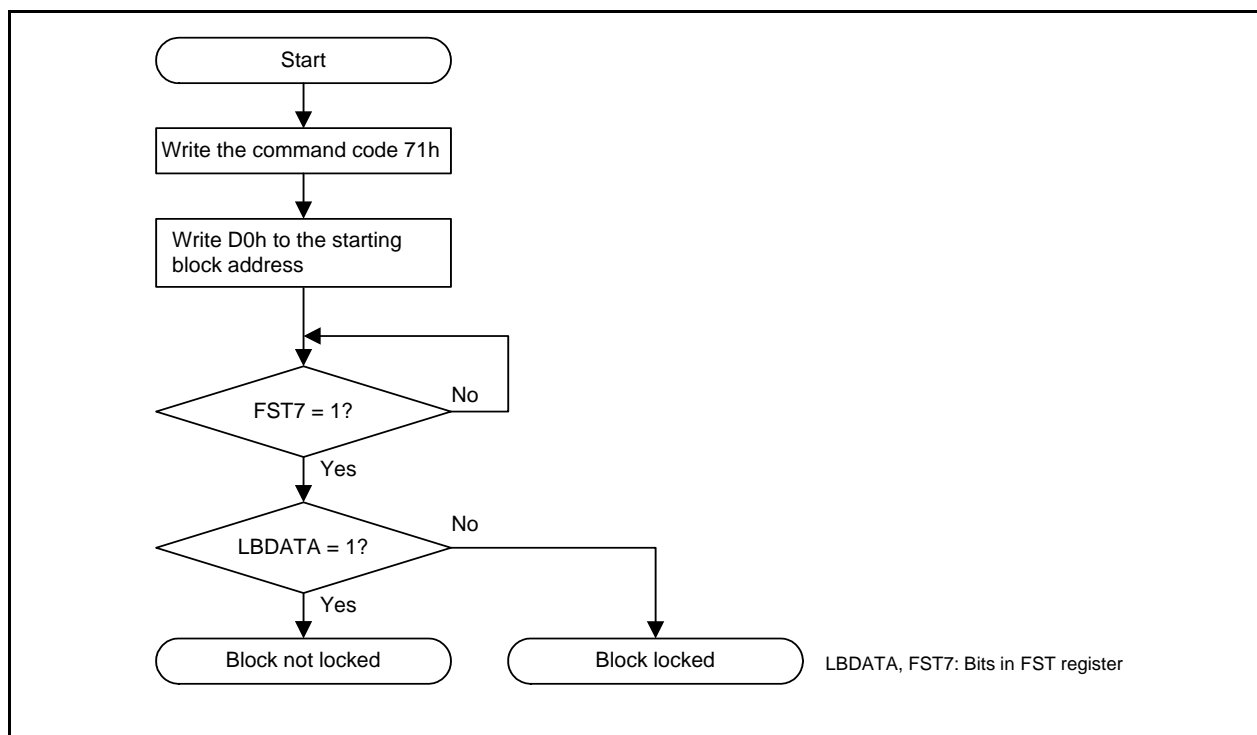 Start
Write the command code 71h
Write D0h to the starting
block address
No
FST7 = 1?
Yes
No
LBDATA = 1?
Yes
Block not locked
Block locked
LBDATA, FST7: Bits in FST register